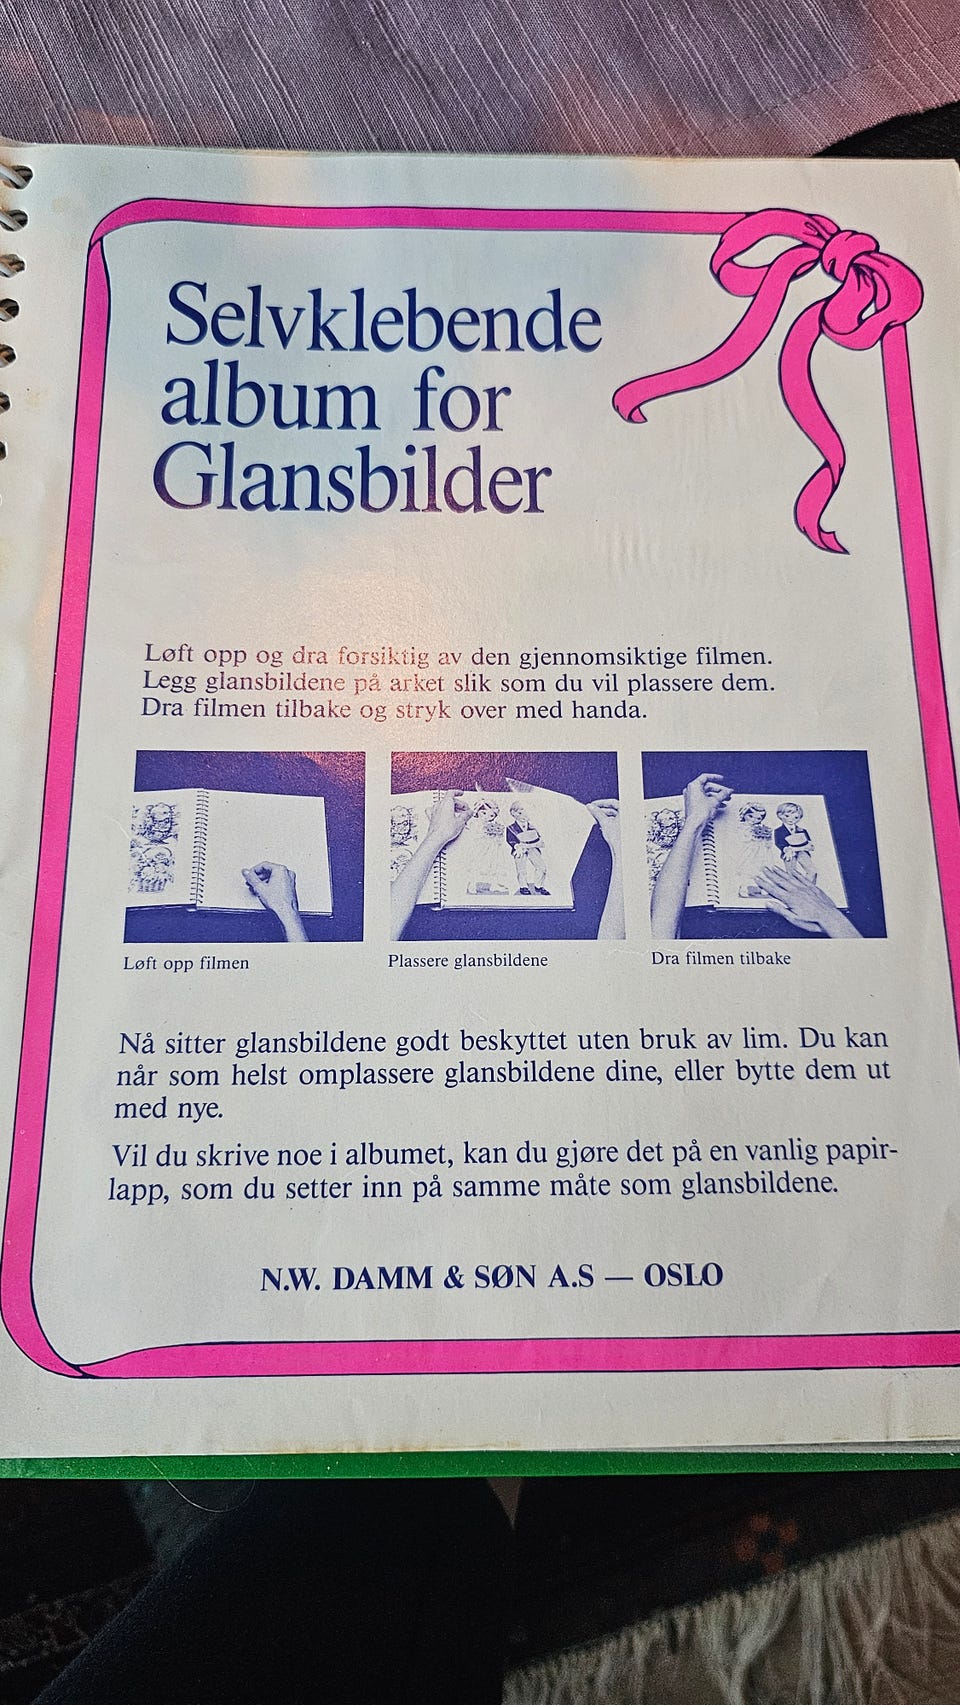 Selvklebende
album for
Glansbilder
Løft opp og dra forsiktig av den gjennomsiktige filmen.
Legg glansbildene på arket slik som du vil plassere dem.
Dra filmen tilbake og stryk over med handa.
Løft opp filmen
Plassere glansbildene
Dra filmen tilbake
Nå sitter glansbildene godt beskyttet uten bruk av lim. Du kan
når som helst omplassere glansbildene dine, eller bytte dem ut
med nye.
Vil du skrive noe i albumet, kan du gjøre det på en vanlig papir-
lapp, som du setter inn på samme måte som glansbildene.
N.W. DAMM & SØN A.S — OSLO